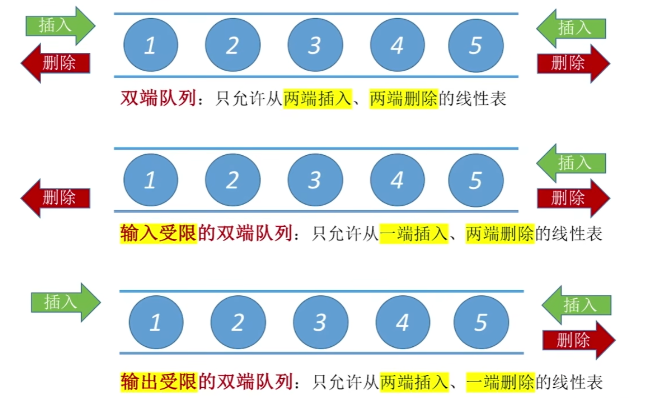 插入 插入
1 2 3 4 5
删除 删除
双端队列：只允许从两端插入、两端删除的线性表
插入
1 2 3 4 5
删除 删除
输入受限的双端队列：只允许从一端插入、两端删除的线性表
插入 插入
1 2 3 4 5
删除
输出受限的双端队列：只允许从两端插入、一端删除的线性表